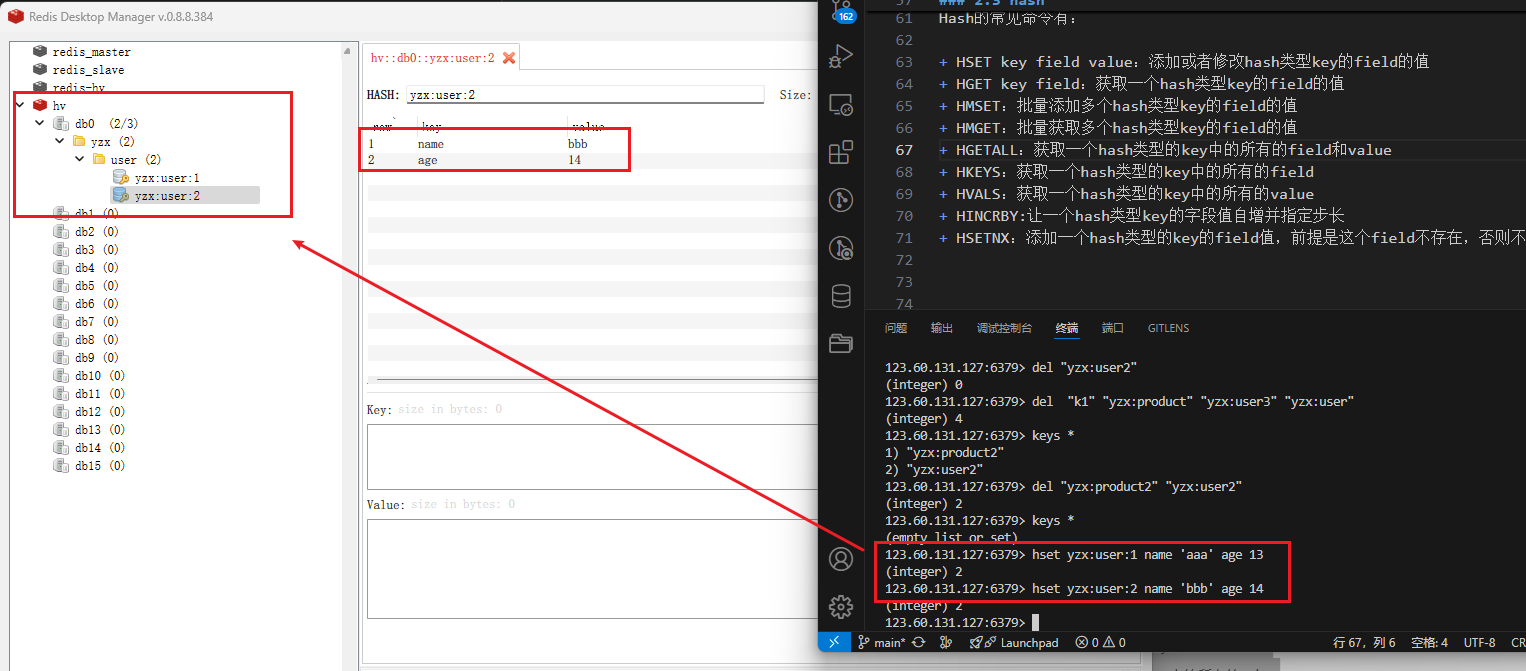 Redis Desktop Manager v.0.8.8.384
redis_master
redis_slave
redis-hv
hv
db0 (2/3)
yzx (2)
user (2)
yzx:user:1
yzx:user:2
db1 (0)
db2 (0)
db3 (0)
db4 (0)
db5 (0)
db6 (0)
db7 (0)
db8 (0)
db9 (0)
db10 (0)
db11 (0)
db12 (0)
db13 (0)
db14 (0)
db15 (0)
hv::db0::yzx:user:2
HASH: yzx:user:2 Size:
row key value
1 name bbb
2 age 14
Key: size in bytes: 0
Value: size in bytes: 0
162
57 ### 2.3 hash
61 Hash的常见命令有：
62
63 + HSET key field value：添加或者修改hash类型key的field的值
64 + HGET key field：获取一个hash类型key的field的值
65 + HMSET：批量添加多个hash类型key的field的值
66 + HMGET：批量获取多个hash类型key的field的值
67 + HGETALL：获取一个hash类型的key中的所有的field和value
68 + HKEYS：获取一个hash类型的key中的所有的field
69 + HVALS：获取一个hash类型的key中的所有的value
70 + HINCRBY:让一个hash类型key的字段值自增并指定步长
71 + HSETNX：添加一个hash类型的key的field值，前提是这个field不存在，否则不
72
73
74
问题 输出 调试控制台 终端 端口 GITLENS
123.60.131.127:6379> del "yzx:user2"
(integer) 0
123.60.131.127:6379> del  "k1" "yzx:product" "yzx:user3" "yzx:user"
(integer) 4
123.60.131.127:6379> keys *
1) "yzx:product2"
2) "yzx:user2"
123.60.131.127:6379> del "yzx:product2" "yzx:user2"
(integer) 2
123.60.131.127:6379> keys *
(empty list or set)
123.60.131.127:6379> hset yzx:user:1 name 'aaa' age 13
(integer) 2
123.60.131.127:6379> hset yzx:user:2 name 'bbb' age 14
(integer) 2
123.60.131.127:6379>
main* Launchpad 0 0 行 67，列 6 空格: 4 UTF-8 CR